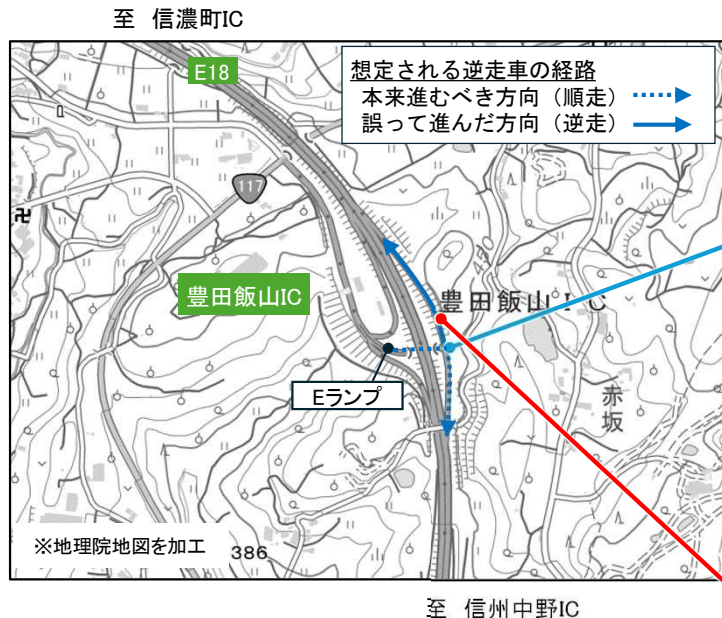 至 信濃町IC
E18
想定される逆走車の経路
本来進むべき方向（順走）
誤って進んだ方向（逆走）
117
450
豊田飯山IC
豊田飯山IC
Eランプ
赤坂
※地理院地図を加工
386
至 信州中野IC